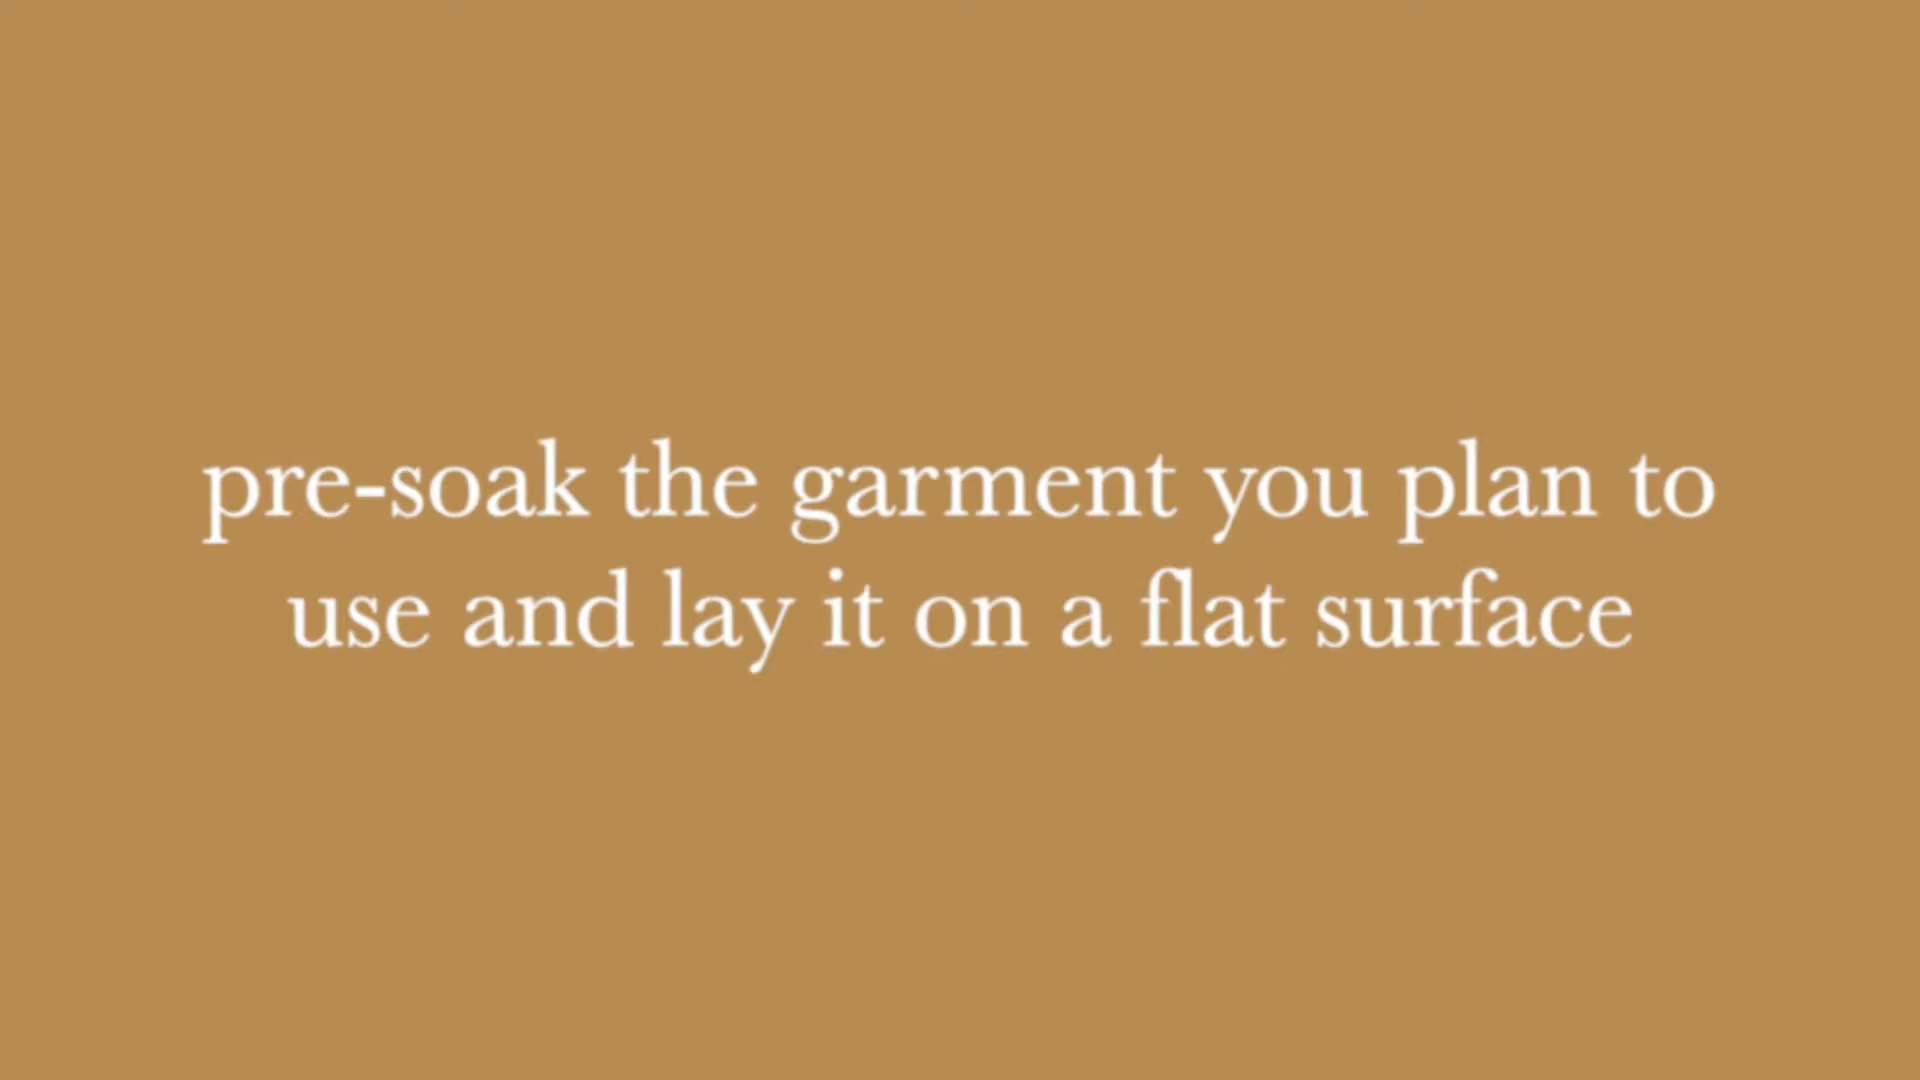 pre-soak the garment you plan to
use and lay it on a flat surface